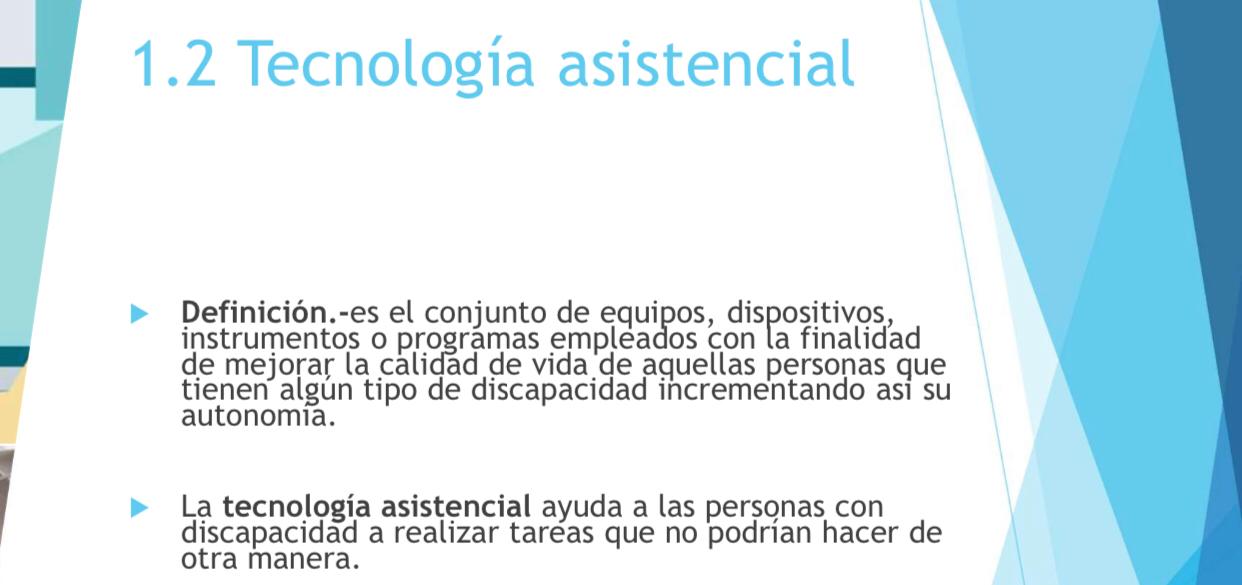 1.2 Tecnología asistencial
Definición.-es el conjunto de equipos, dispositivos,
instrumentos o programas empleados con la finalidad
de mejorar la calidad de vida de aquellas personas que
tienen algún tipo de discapacidad incrementando así su
autonomía.
La tecnología asistencial ayuda a las personas con
discapacidad a realizar tareas que no podrían hacer de
otra manera.